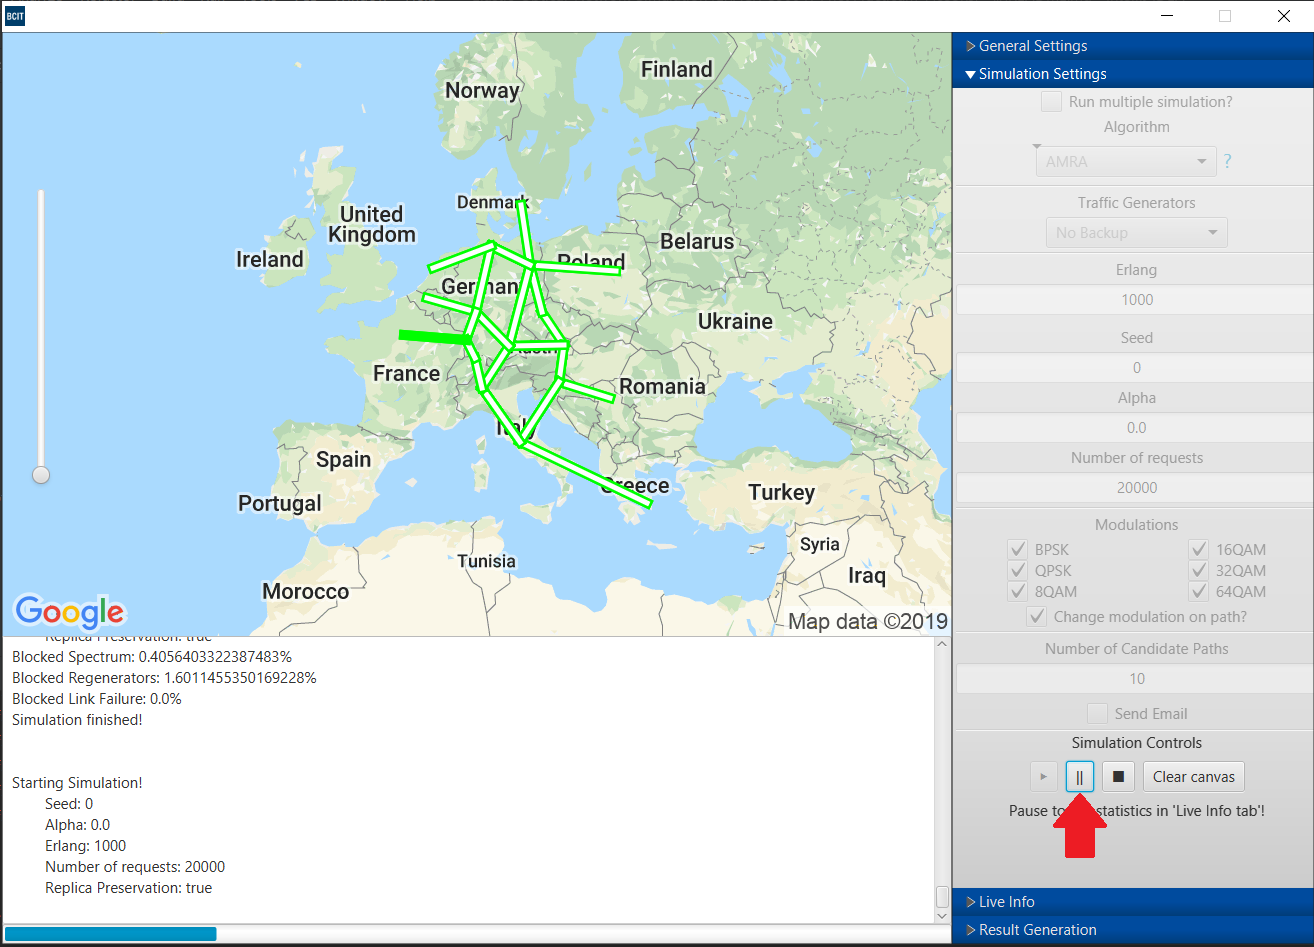 BCIT
Finland
Norway
Denmark
United
Kingdom
Ireland
Poland
Belarus
German
Ukraine
Austri
France
Romania
Italy
Spain
Greece
Turkey
Portugal
Syria
Tunisia
Iraq
Morocco
Google
Map data ©2019
Replica Preservation: true
Blocked Spectrum: 0.4056403322387483%
Blocked Regenerators: 1.6011455350169228%
Blocked Link Failure: 0.0%
Simulation finished!
Starting Simulation!
Seed: 0
Alpha: 0.0
Erlang: 1000
Number of requests: 20000
Replica Preservation: true
General Settings
Simulation Settings
Run multiple simulation?
Algorithm
AMRA ?
Traffic Generators
No Backup
Erlang
1000
Seed
0
Alpha
0.0
Number of requests
20000
Modulations
BPSK 16QAM
QPSK 32QAM
8QAM 64QAM
Change modulation on path?
Number of Candidate Paths
10
Send Email
Simulation Controls
Clear canvas
Pause to statistics in 'Live Info tab'!
Live Info
Result Generation